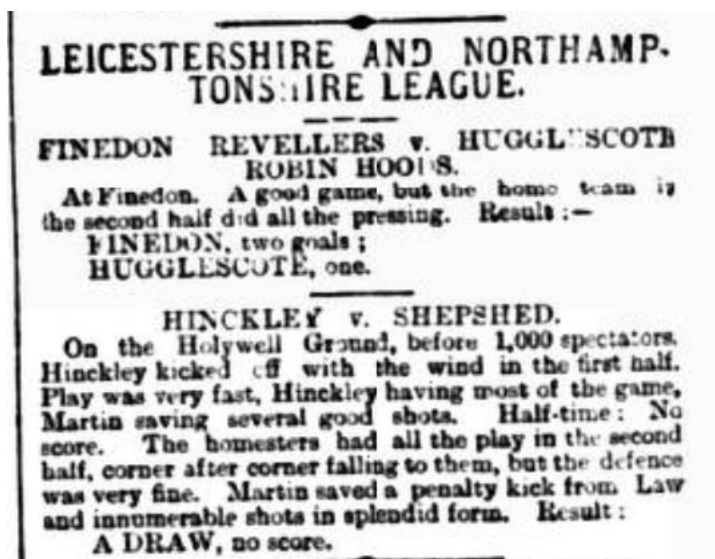 LEICESTERSHIRE AND NORTHAMP-
TONSHIRE LEAGUE.
FINEDON REVELLERS v. HUGGLESCOTE
ROBIN HOODS.
At Finedon. A good game, but the home team in
the second half did all the pressing. Result :—
FINEDON, two goals ;
HUGGLESCOTE, one.
HINCKLEY v. SHEPSHED.
On the Holywell Ground, before 1,000 spectators.
Hinckley kicked off with the wind in the first half.
Play was very fast, Hinckley having most of the game,
Martin saving several good shots. Half-time : No
score. The homesters had all the play in the second
half, corner after corner falling to them, but the defence
was very fine. Martin saved a penalty kick from Law
and innumerable shots in splendid form. Result :
A DRAW, no score.